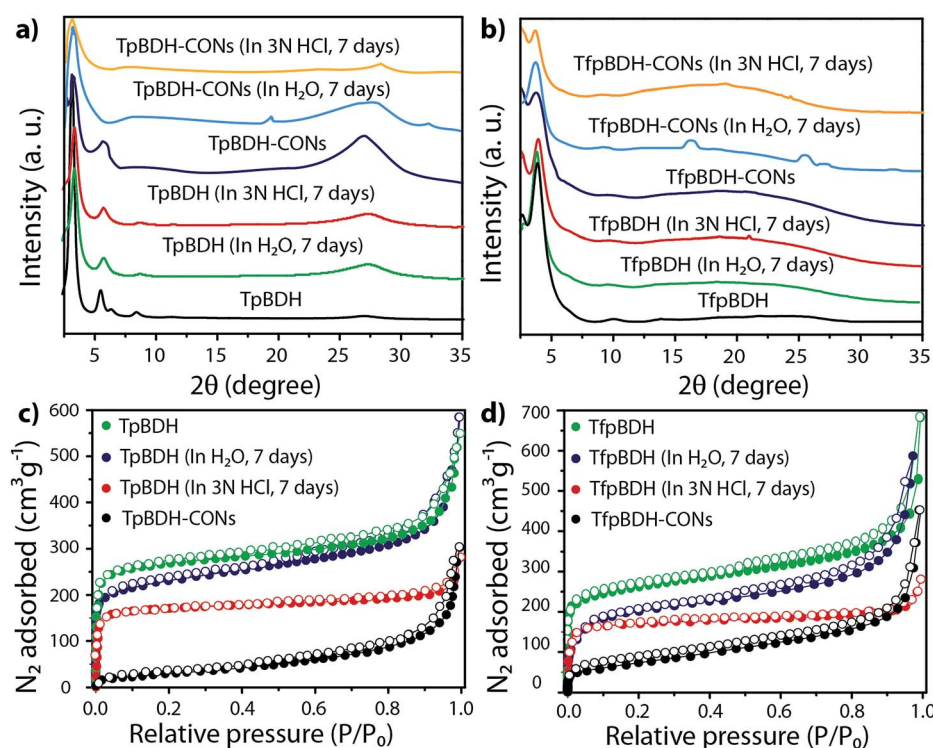 a)
TpBDH-CONs (In 3N HCl, 7 days)
TpBDH-CONs (In H₂O, 7 days)
TpBDH-CONs
TpBDH (In 3N HCl, 7 days)
TpBDH (In H₂O, 7 days)
TpBDH
Intensity (a. u.)
5 10 15 20 25 30 35
2θ (degree)
b)
TfpBDH-CONs (In 3N HCl, 7 days)
TfpBDH-CONs (In H₂O, 7 days)
TfpBDH-CONs
TfpBDH (In 3N HCl, 7 days)
TfpBDH (In H₂O, 7 days)
TfpBDH
Intensity (a. u.)
5 10 15 20 25 30 35
2θ (degree)
c)
600
500
400
300
200
100
0
N₂ adsorbed (cm³g⁻¹)
TpBDH
TpBDH (In H₂O, 7 days)
TpBDH (In 3N HCl, 7 days)
TpBDH-CONs
0.0 0.2 0.4 0.6 0.8 1.0
Relative pressure (P/P₀)
d)
700
600
500
400
300
200
100
0
N₂ adsorbed (cm³g⁻¹)
TfpBDH
TfpBDH (In H₂O, 7 days)
TfpBDH (In 3N HCl, 7 days)
TfpBDH-CONs
0.0 0.2 0.4 0.6 0.8 1.0
Relative pressure (P/P₀)